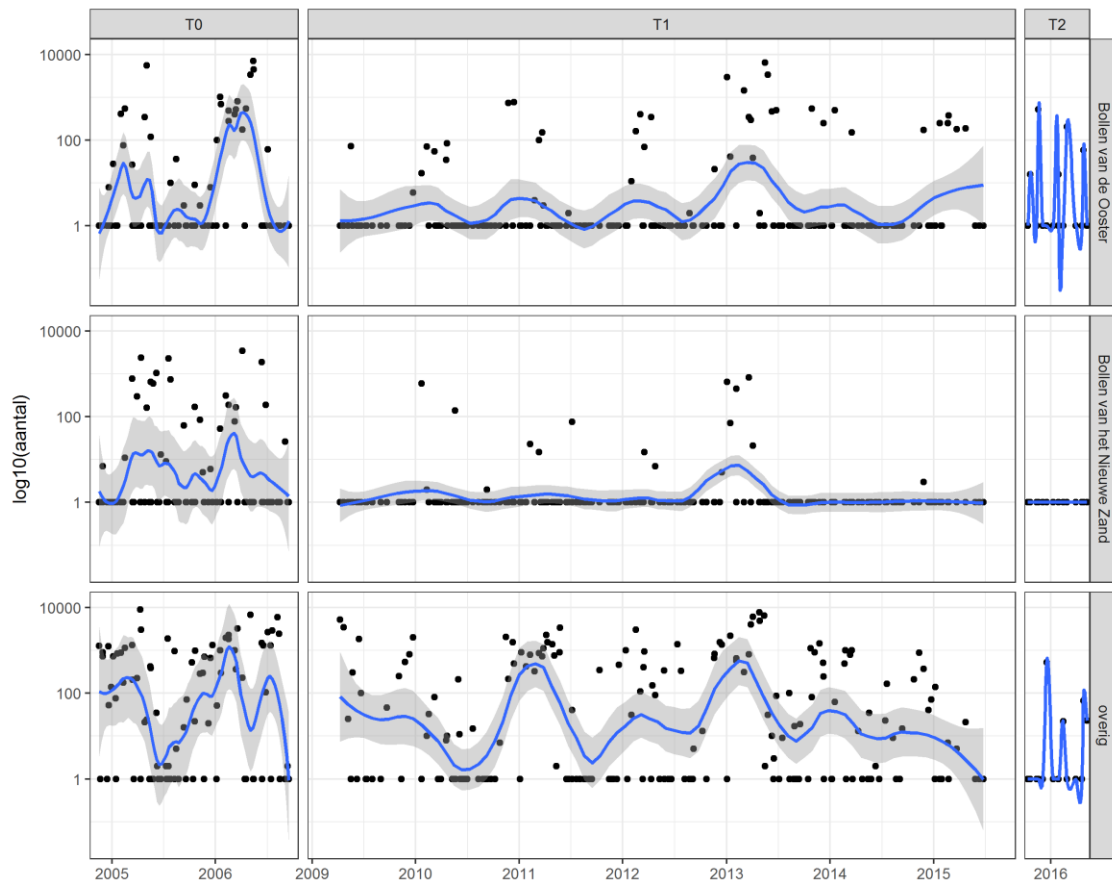 T0 T1 T2
10000
100
1
Bollen van de Ooster
10000
100
1
Bollen van het Nieuwe Zand
log10(aantal)
10000
100
1
overig
2005 2006 2009 2010 2011 2012 2013 2014 2015 2016